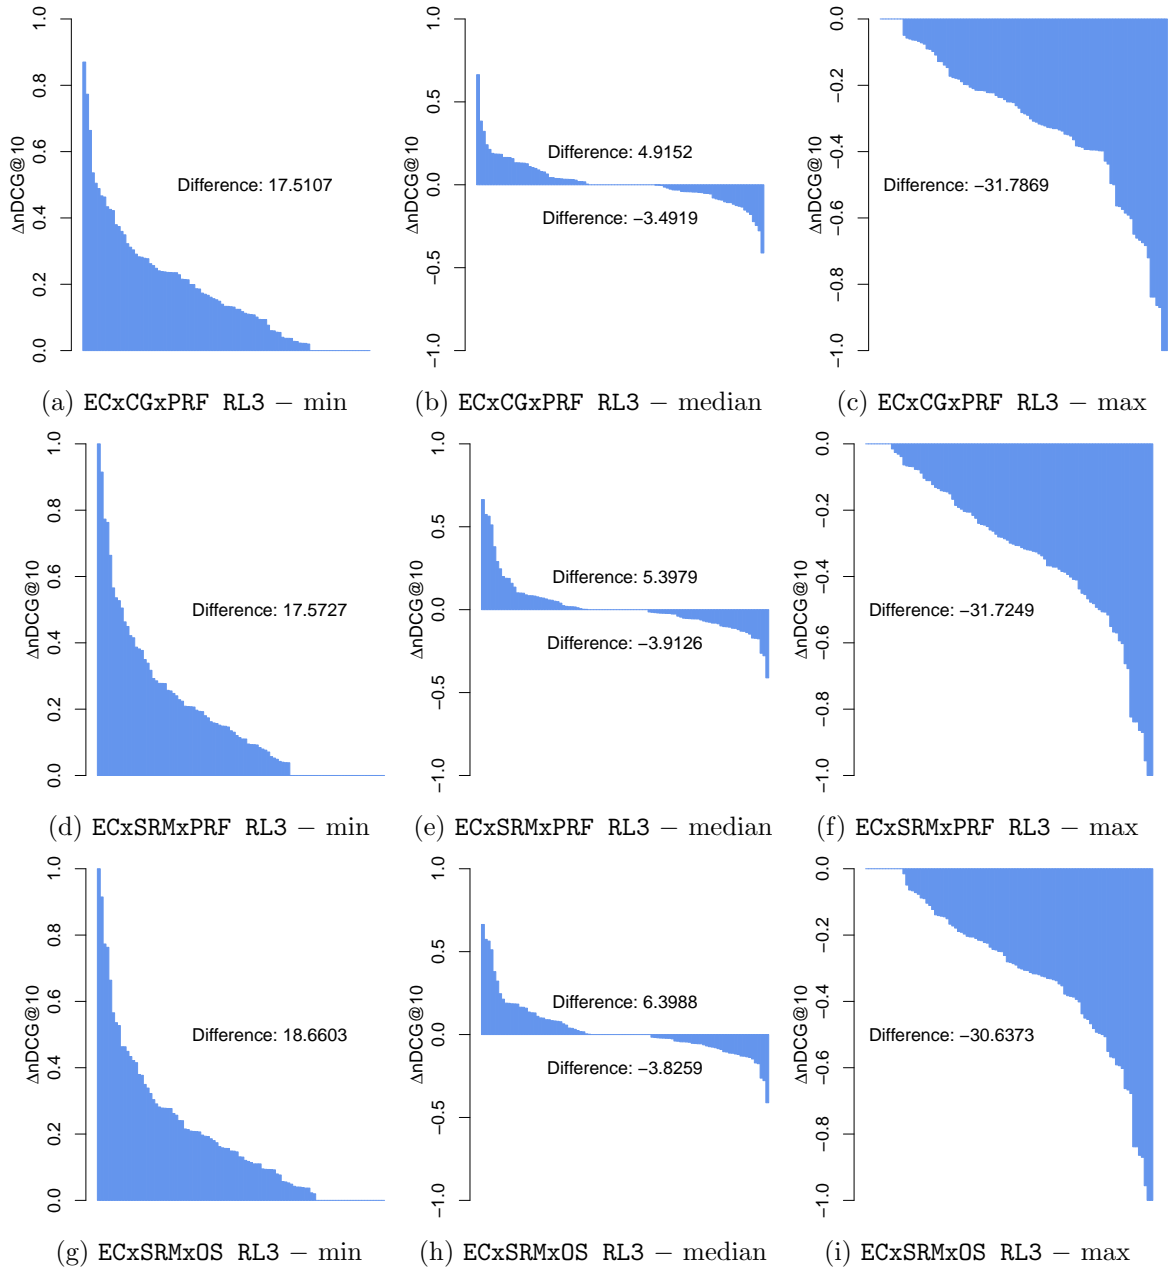 ΔnDCG@10
0.0 0.2 0.4 0.6 0.8 1.0
Difference: 17.5107
(a) ECxCGxPRF RL3 − min
ΔnDCG@10
−1.0 −0.5 0.0 0.5 1.0
Difference: 4.9152
Difference: −3.4919
(b) ECxCGxPRF RL3 − median
ΔnDCG@10
−1.0 −0.8 −0.6 −0.4 −0.2 0.0
Difference: −31.7869
(c) ECxCGxPRF RL3 − max
ΔnDCG@10
0.0 0.2 0.4 0.6 0.8 1.0
Difference: 17.5727
(d) ECxSRMxPRF RL3 − min
ΔnDCG@10
−1.0 −0.5 0.0 0.5 1.0
Difference: 5.3979
Difference: −3.9126
(e) ECxSRMxPRF RL3 − median
ΔnDCG@10
−1.0 −0.8 −0.6 −0.4 −0.2 0.0
Difference: −31.7249
(f) ECxSRMxPRF RL3 − max
ΔnDCG@10
0.0 0.2 0.4 0.6 0.8 1.0
Difference: 18.6603
(g) ECxSRMxOS RL3 − min
ΔnDCG@10
−1.0 −0.5 0.0 0.5 1.0
Difference: 6.3988
Difference: −3.8259
(h) ECxSRMxOS RL3 − median
ΔnDCG@10
−1.0 −0.8 −0.6 −0.4 −0.2 0.0
Difference: −30.6373
(i) ECxSRMxOS RL3 − max